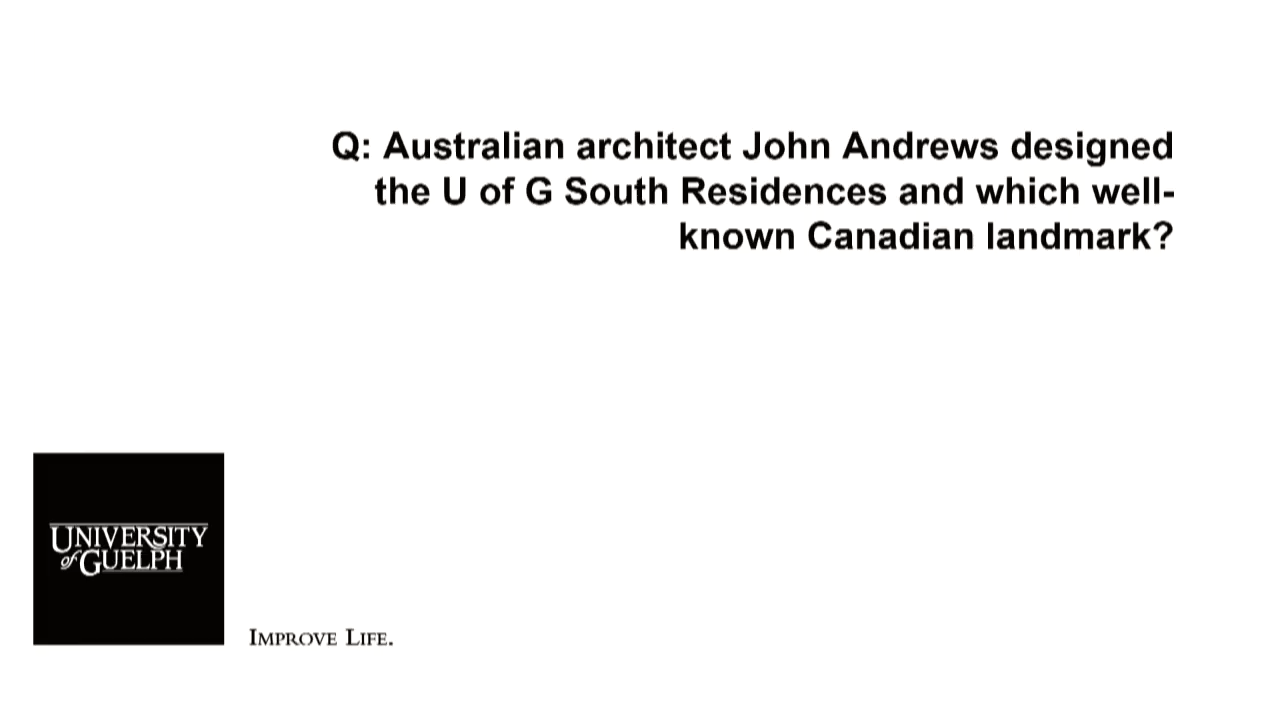 Q: Australian architect John Andrews designed
the U of G South Residences and which well-
known Canadian landmark?
UNIVERSITY
of GUELPH
IMPROVE LIFE.